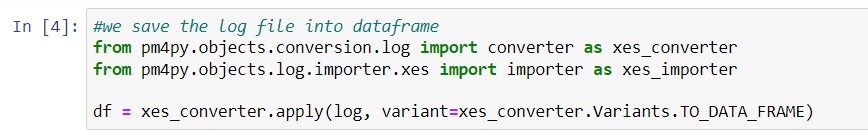 In [4]: #we save the log file into dataframe
from pm4py.objects.conversion.log import converter as xes_converter
from pm4py.objects.log.importer.xes import importer as xes_importer
df = xes_converter.apply(log, variant=xes_converter.Variants.TO_DATA_FRAME)